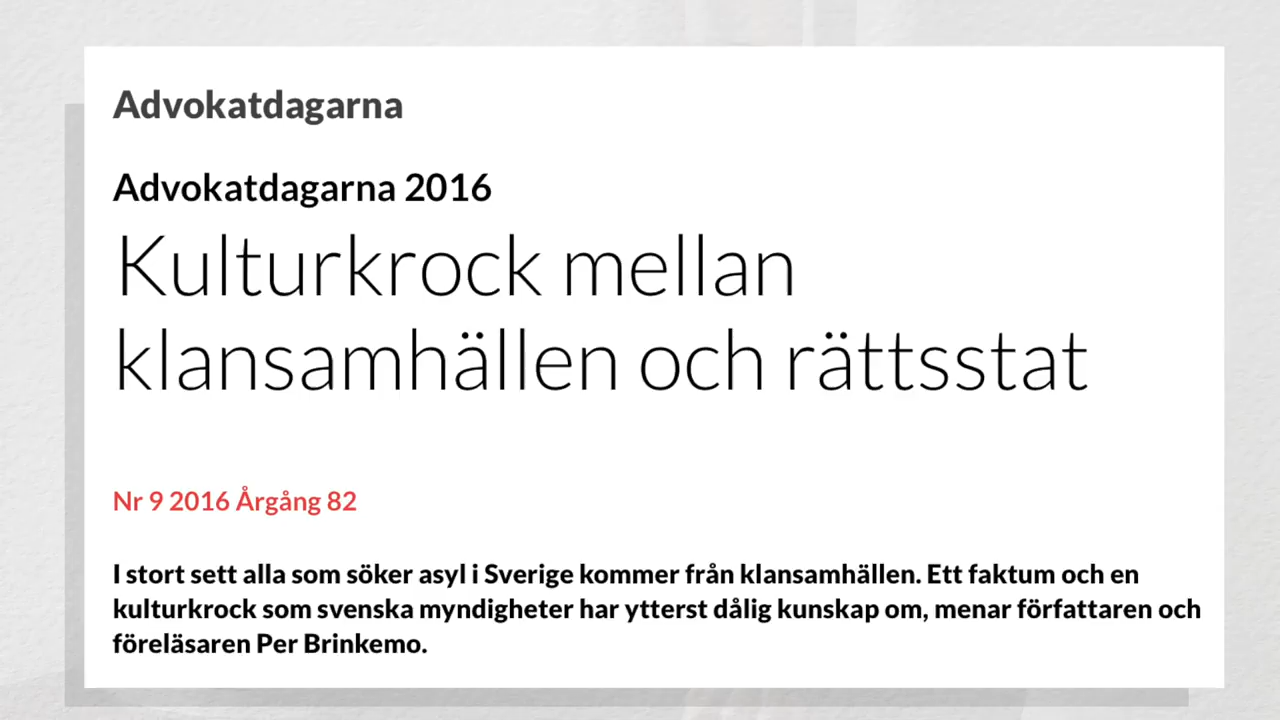 Advokatdagarna
Advokatdagarna 2016
Kulturkrock mellan
klansamhällen och rättsstat
Nr 9 2016 Årgång 82
I stort sett alla som söker asyl i Sverige kommer från klansamhällen. Ett faktum och en
kulturkrock som svenska myndigheter har ytterst dålig kunskap om, menar författaren och
föreläsaren Per Brinkemo.